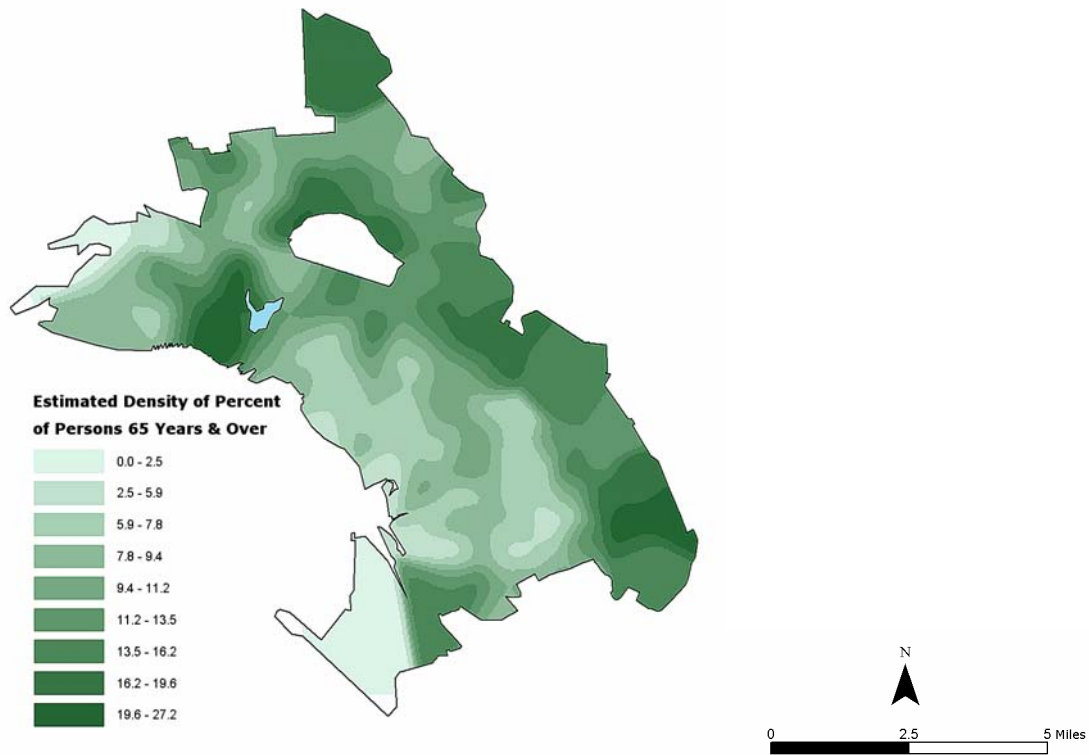 Estimated Density of Percent
of Persons 65 Years & Over
0.0 - 2.5
2.5 - 5.9
5.9 - 7.8
7.8 - 9.4
9.4 - 11.2
11.2 - 13.5
13.5 - 16.2
16.2 - 19.6
19.6 - 27.2
N
0 2.5 5 Miles